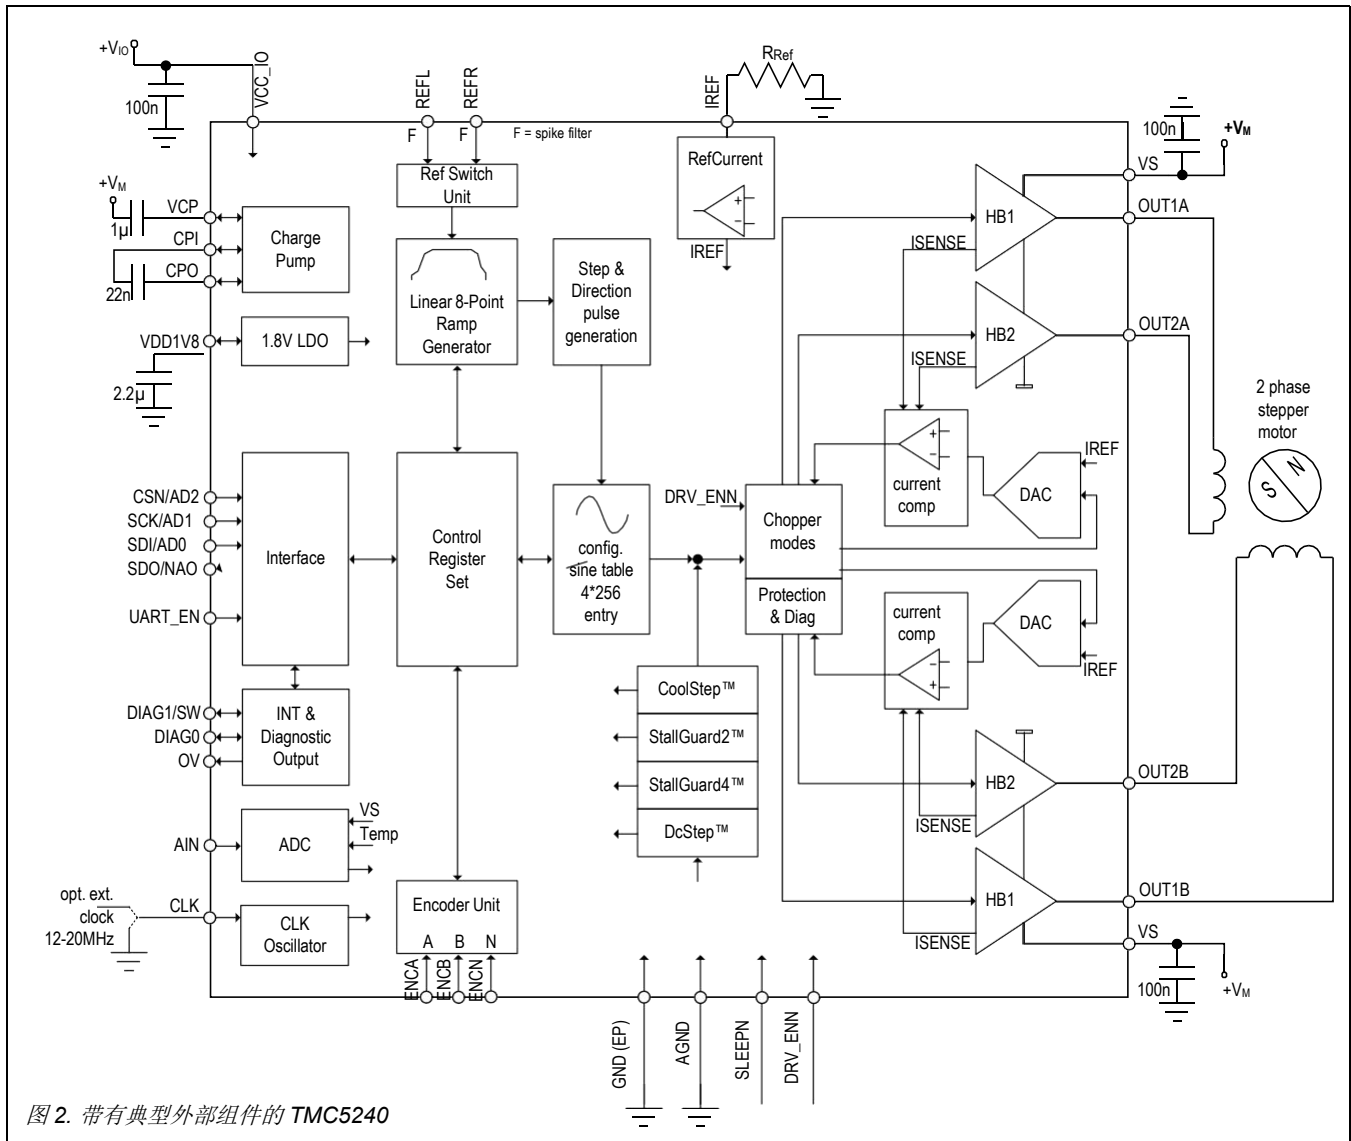 +VIO
100n
VCC_IO
REFL
REFR
F
F
F = spike filter
IREF
RRef
RefCurrent
+
−
IREF
Ref Switch
Unit
+VM
VCP
1µ
CPI
CPO
22n
Charge
Pump
Linear 8-Point
Ramp
Generator
Step &
Direction
pulse
generation
VDD1V8
2.2µ
1.8V LDO
100n
+VM
VS
OUT1A
HB1
ISENSE
HB2
OUT2A
ISENSE
2 phase
stepper
motor
S N
+
−
current
comp
DAC
IREF
CSN/AD2
SCK/AD1
SDI/AD0
SDO/NAO
UART_EN
Interface
Control
Register
Set
config.
sine table
4*256
entry
DRV_ENN
Chopper
modes
Protection
& Diag
current
comp
−
+
DAC
IREF
DIAG1/SW
DIAG0
OV
INT &
Diagnostic
Output
CoolStep™
StallGuard2™
StallGuard4™
DcStep™
HB2
OUT2B
ISENSE
HB1
OUT1B
ISENSE
VS
100n
+VM
AIN
ADC
VS
Temp
opt. ext.
clock
12-20MHz
CLK
CLK
Oscillator
Encoder Unit
A B N
ENCA
ENCB
ENCN
GND (EP)
AGND
SLEEPN
DRV_ENN
图 2. 带有典型外部组件的 TMC5240